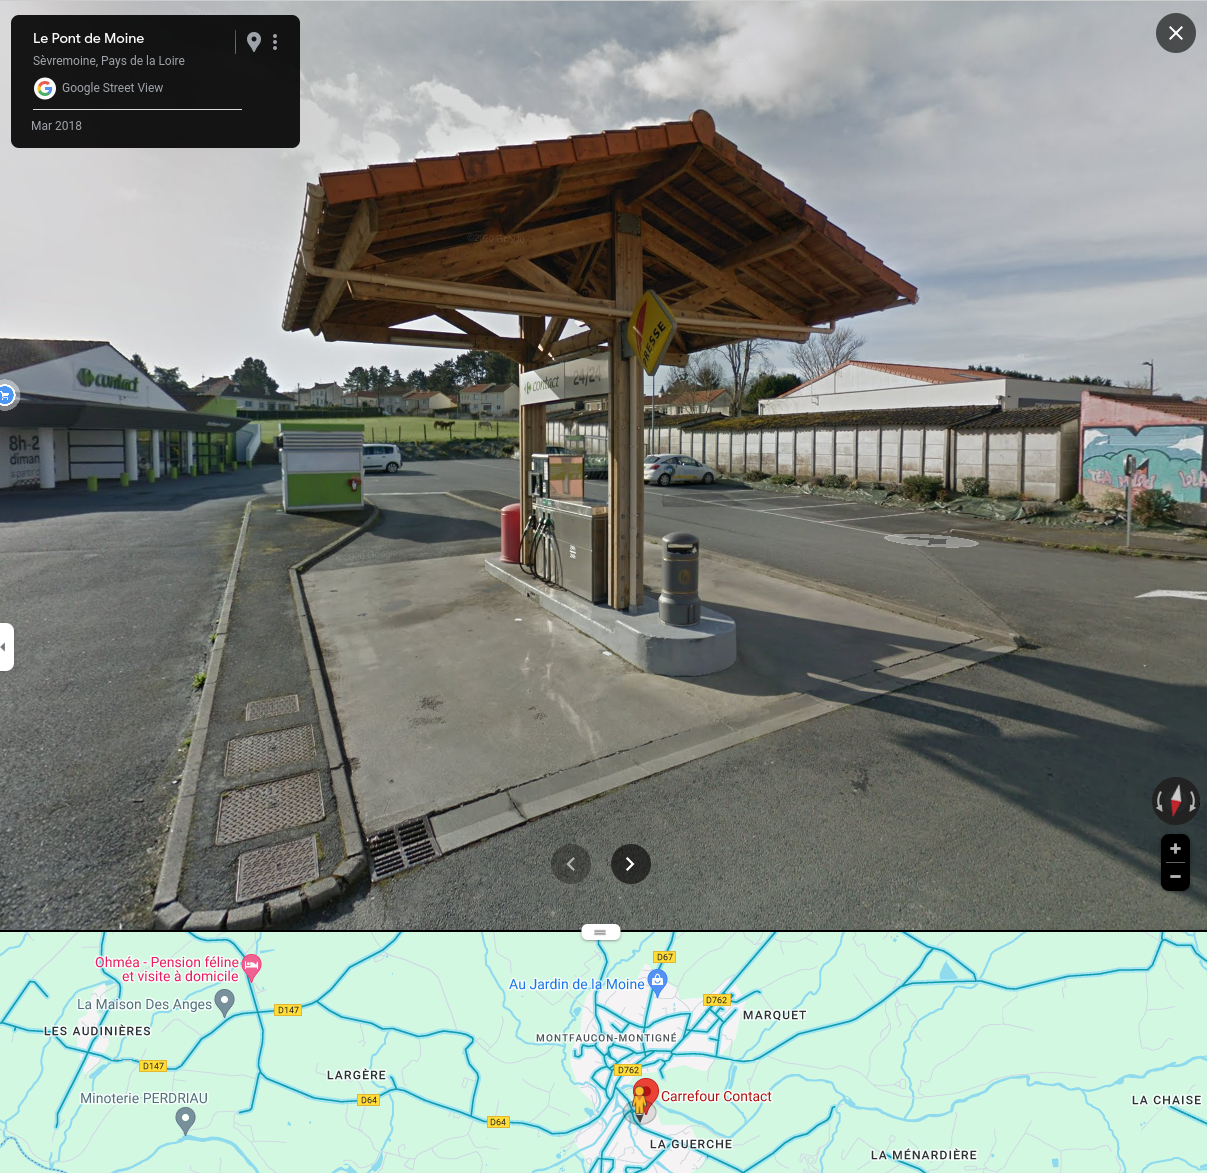 Le Pont de Moine
Sèvremoine, Pays de la Loire
Google Street View
Mar 2018
contact
8h-2
diman
contact 24/24
PRESSE
Ohméa - Pension féline
et visite à domicile
La Maison Des Anges
LES AUDINIÈRES
D147
D147
LARGÈRE
Minoterie PERDRIAU
D64
D64
D67
Au Jardin de la Moine
D762
MARQUET
MONTFAUCON-MONTIGNÉ
D762
Carrefour Contact
LA GUERCHE
LA CHAISE
LA MÉNARDIÈRE